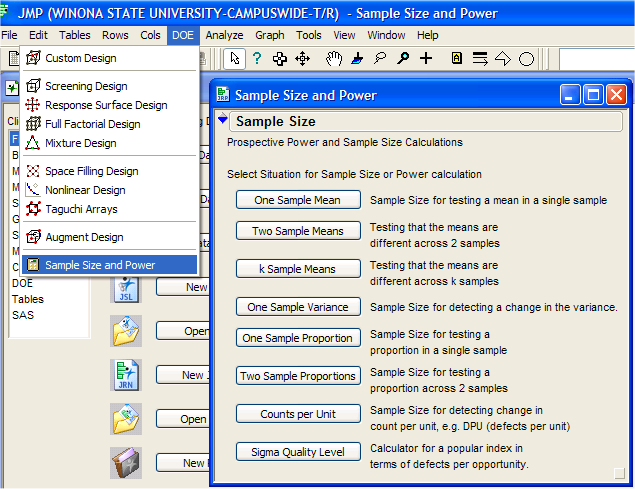 JMP (WINONA STATE UNIVERSITY-CAMPUSWIDE-T/R) - Sample Size and Power
File Edit Tables Rows Cols DOE Analyze Graph Tools View Window Help
Custom Design
Screening Design
Response Surface Design
Full Factorial Design
Mixture Design
Space Filling Design
Nonlinear Design
Taguchi Arrays
Augment Design
Sample Size and Power
DOE
Tables
SAS
JSL
New
Open
JRN
New J
Open
New
JRP
Sample Size and Power
Sample Size
Prospective Power and Sample Size Calculations
Select Situation for Sample Size or Power calculation
One Sample Mean
Sample Size for testing a mean in a single sample
Two Sample Means
Testing that the means are
different across 2 samples
k Sample Means
Testing that the means are
different across k samples
One Sample Variance
Sample Size for detecting a change in the variance.
One Sample Proportion
Sample Size for testing a
proportion in a single sample
Two Sample Proportions
Sample Size for testing a
proportion across 2 samples
Counts per Unit
Sample Size for detecting change in
count per unit, e.g. DPU (defects per unit)
Sigma Quality Level
Calculator for a popular index in
terms of defects per opportunity.